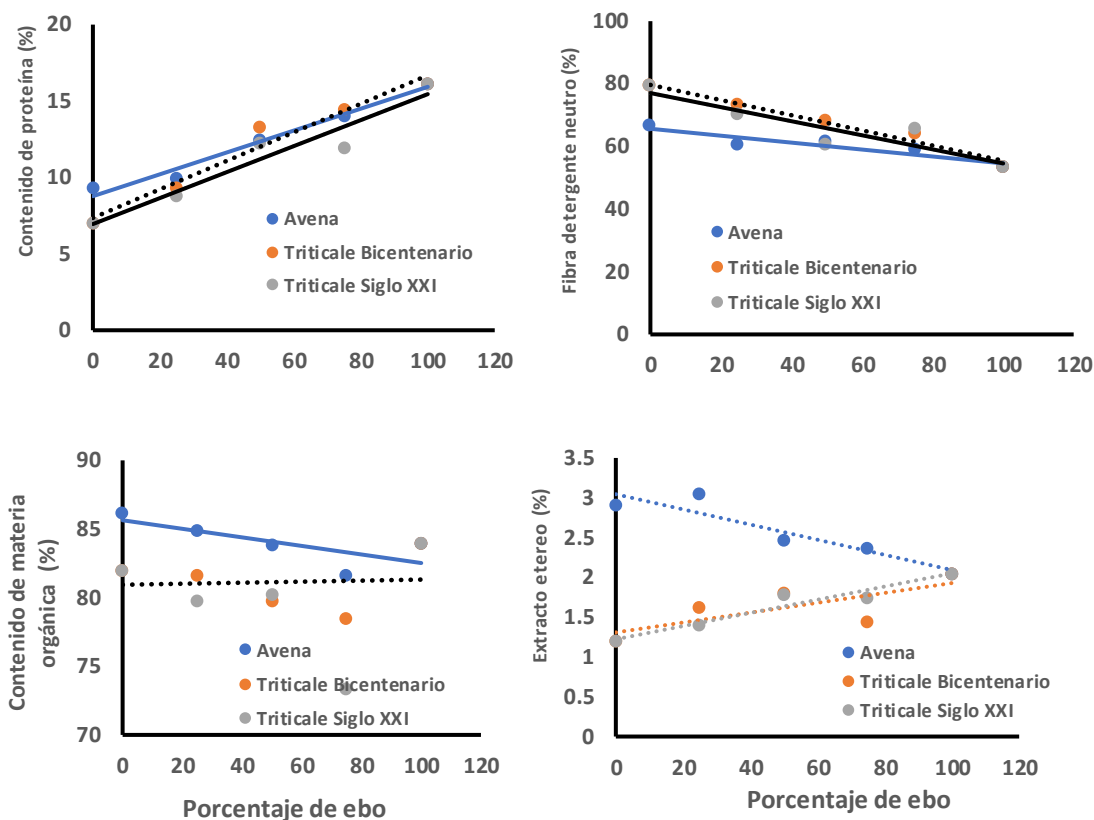 Contenido de proteína (%)
20
15
10
5
0
0 20 40 60 80 100 120
Avena
Triticale Bicentenario
Triticale Siglo XXI
Fibra detergente neutro (%)
100
80
60
40
20
0
0 20 40 60 80 100 120
Avena
Triticale Bicentenario
Triticale Siglo XXI
Contenido de materia
orgánica (%)
90
85
80
75
70
0 20 40 60 80 100 120
Avena
Triticale Bicentenario
Triticale Siglo XXI
Porcentaje de ebo
Extracto etereo (%)
3.5
3
2.5
2
1.5
1
0.5
0
0 20 40 60 80 100 120
Avena
Triticale Bicentenario
Triticale Siglo XXI
Porcentaje de ebo